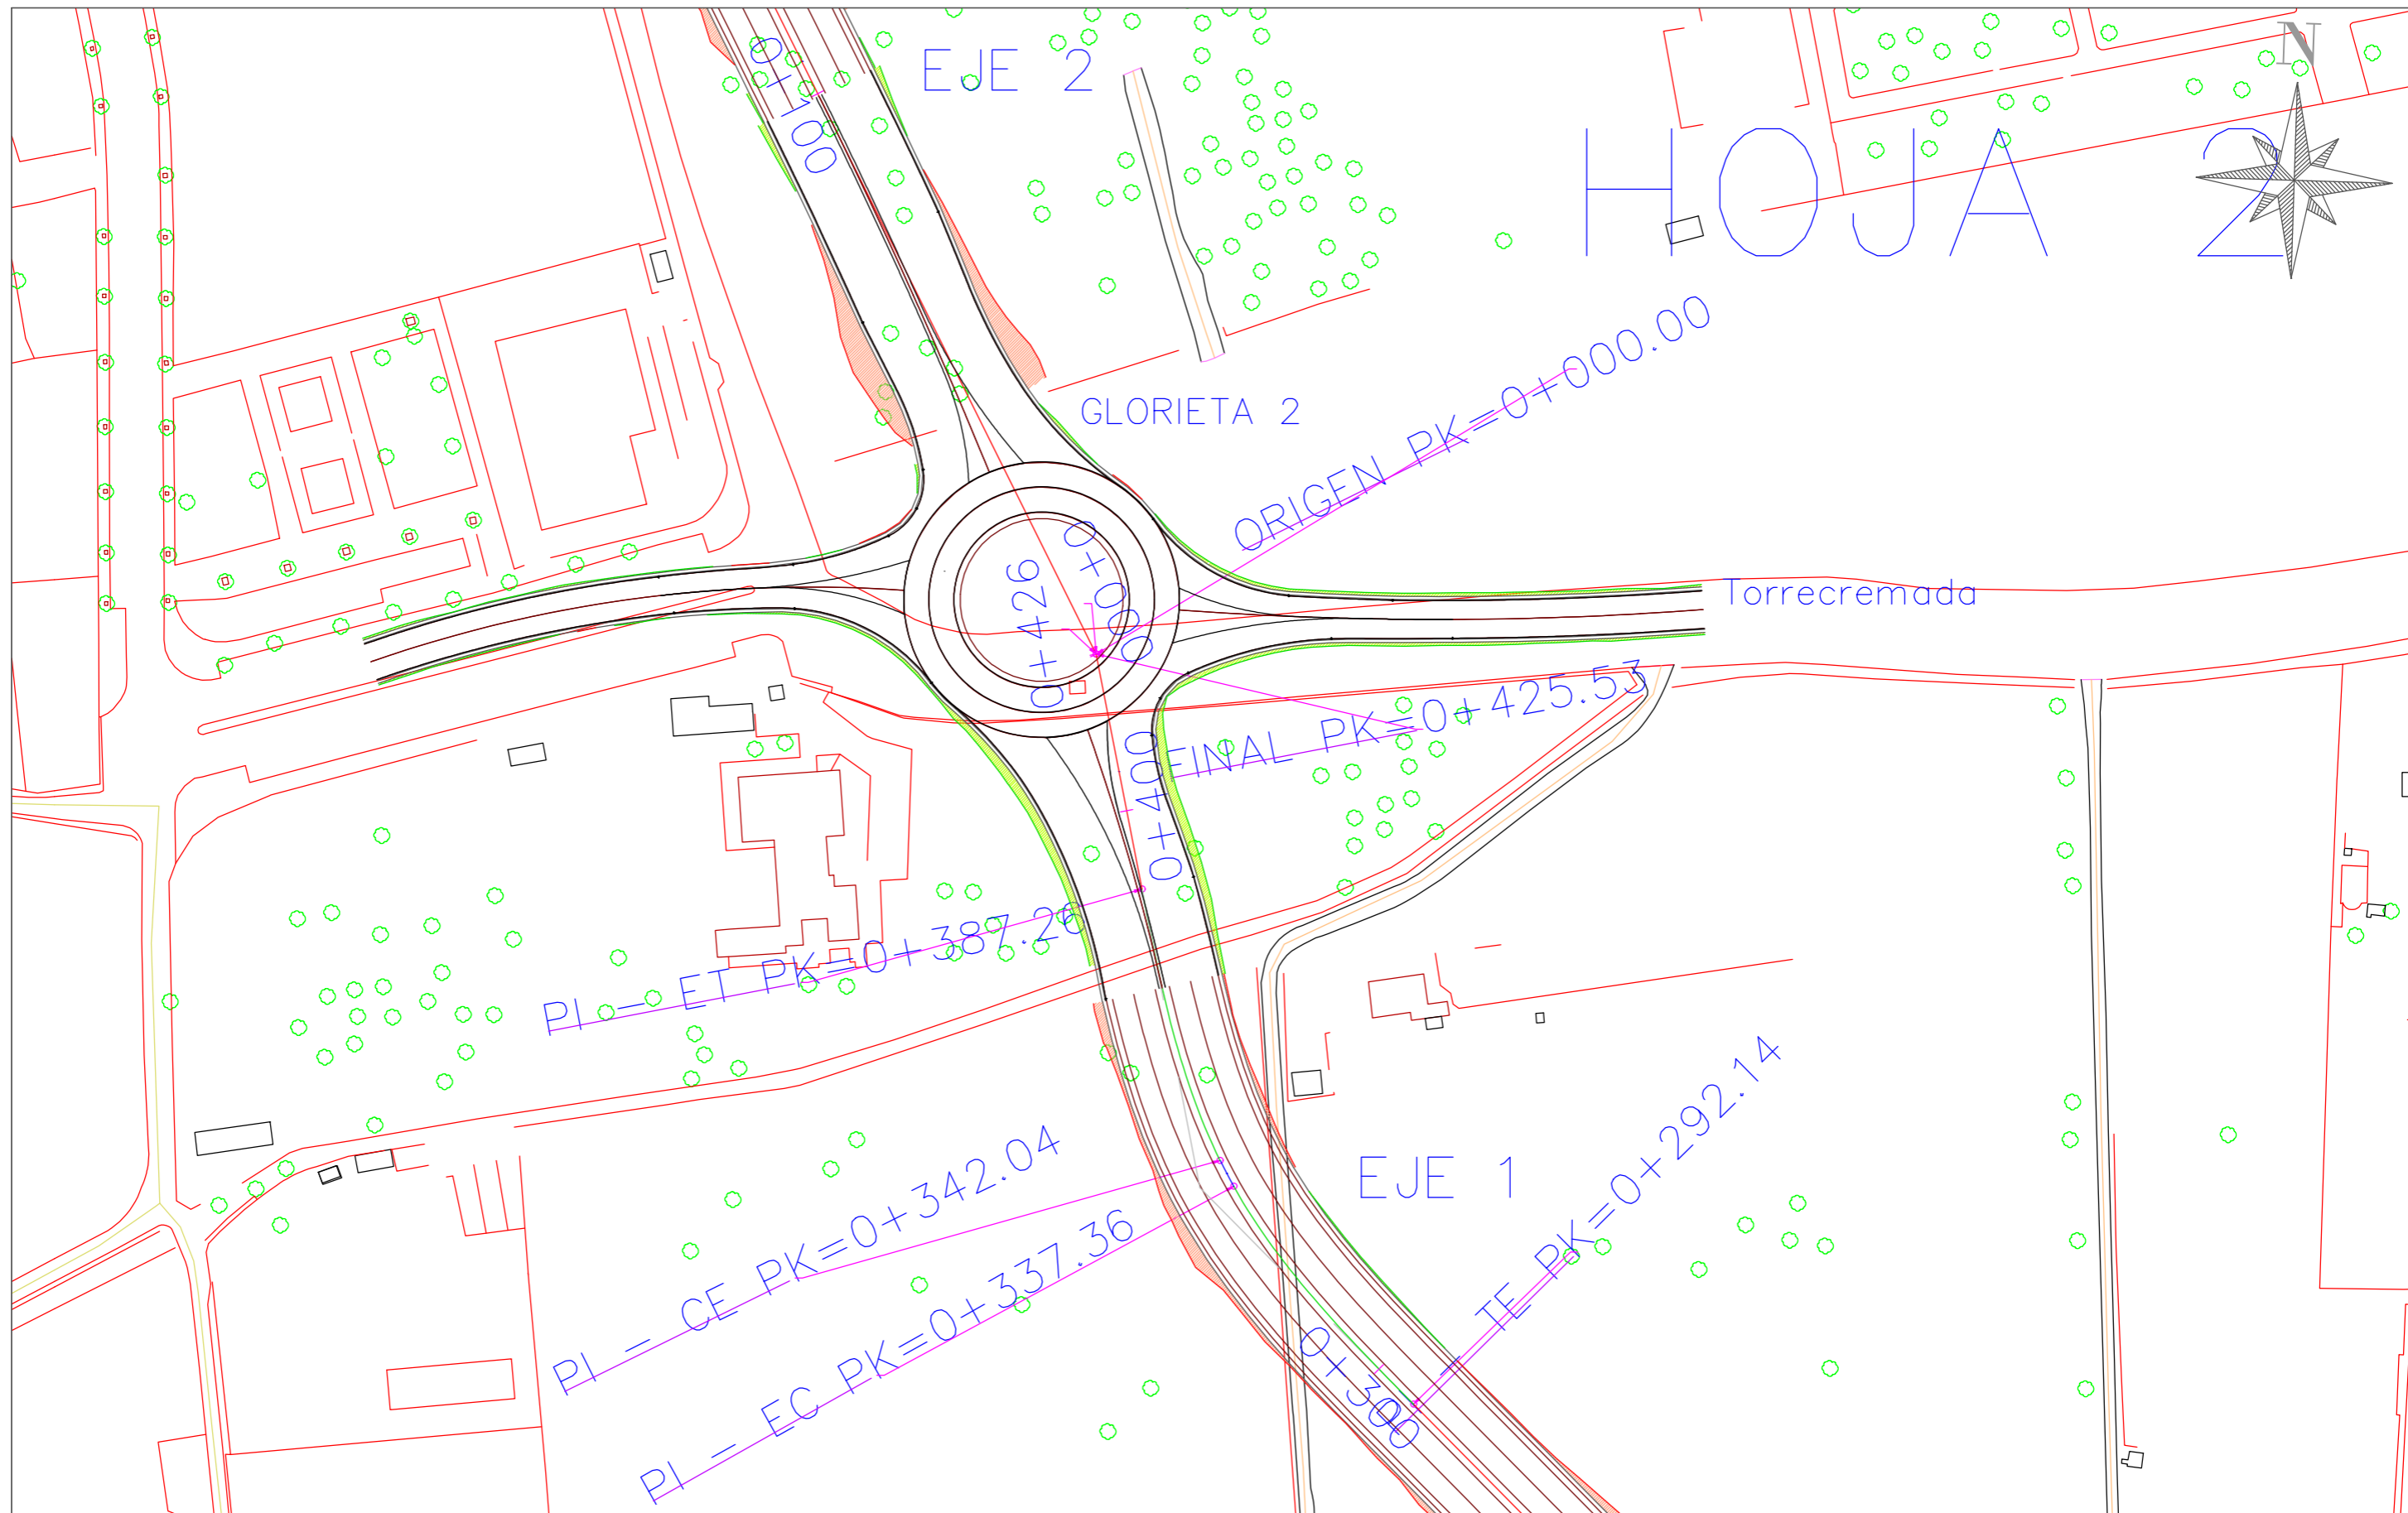 N
EJE 2
0+100
HOJA 2
ORIGEN PK=0+000.00
GLORIETA 2
0+000
0+426
Torrecremada
FINAL PK=0+425.53
0+400
PI - ET PK=0+387.26
PI - CE PK=0+342.04
EJE 1
TE PK=0+292.14
PI - EC PK=0+337.36
0+300